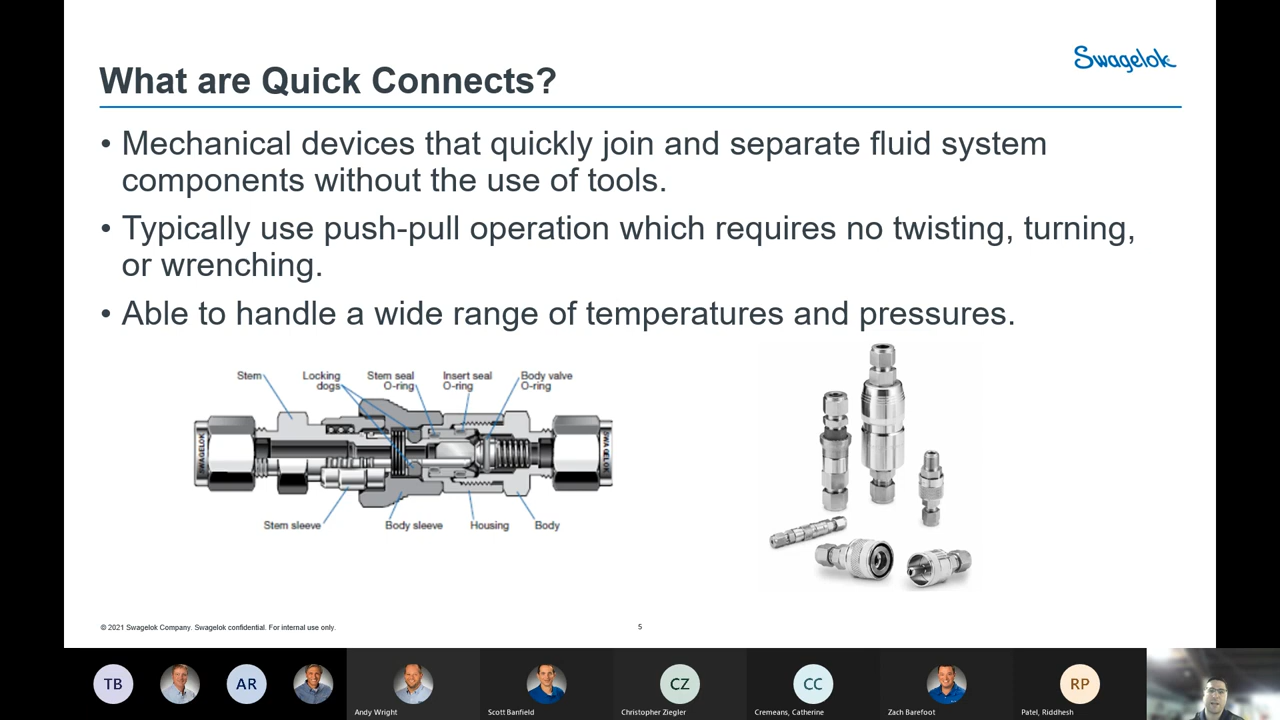 Swagelok
What are Quick Connects?
• Mechanical devices that quickly join and separate fluid system
components without the use of tools.
• Typically use push-pull operation which requires no twisting, turning,
or wrenching.
• Able to handle a wide range of temperatures and pressures.
Stem
Locking
dogs
Stem seal
O-ring
Insert seal
O-ring
Body valve
O-ring
SWAGELOK
SWAGELOK
Stem sleeve
Body sleeve
Housing
Body
© 2021 Swagelok Company. Swagelok confidential. For internal use only.
5
TB
AR
CZ
CC
RP
Andy Wright
Scott Banfield
Christopher Ziegler
Cremeans, Catherine
Zach Barefoot
Patel, Riddhesh